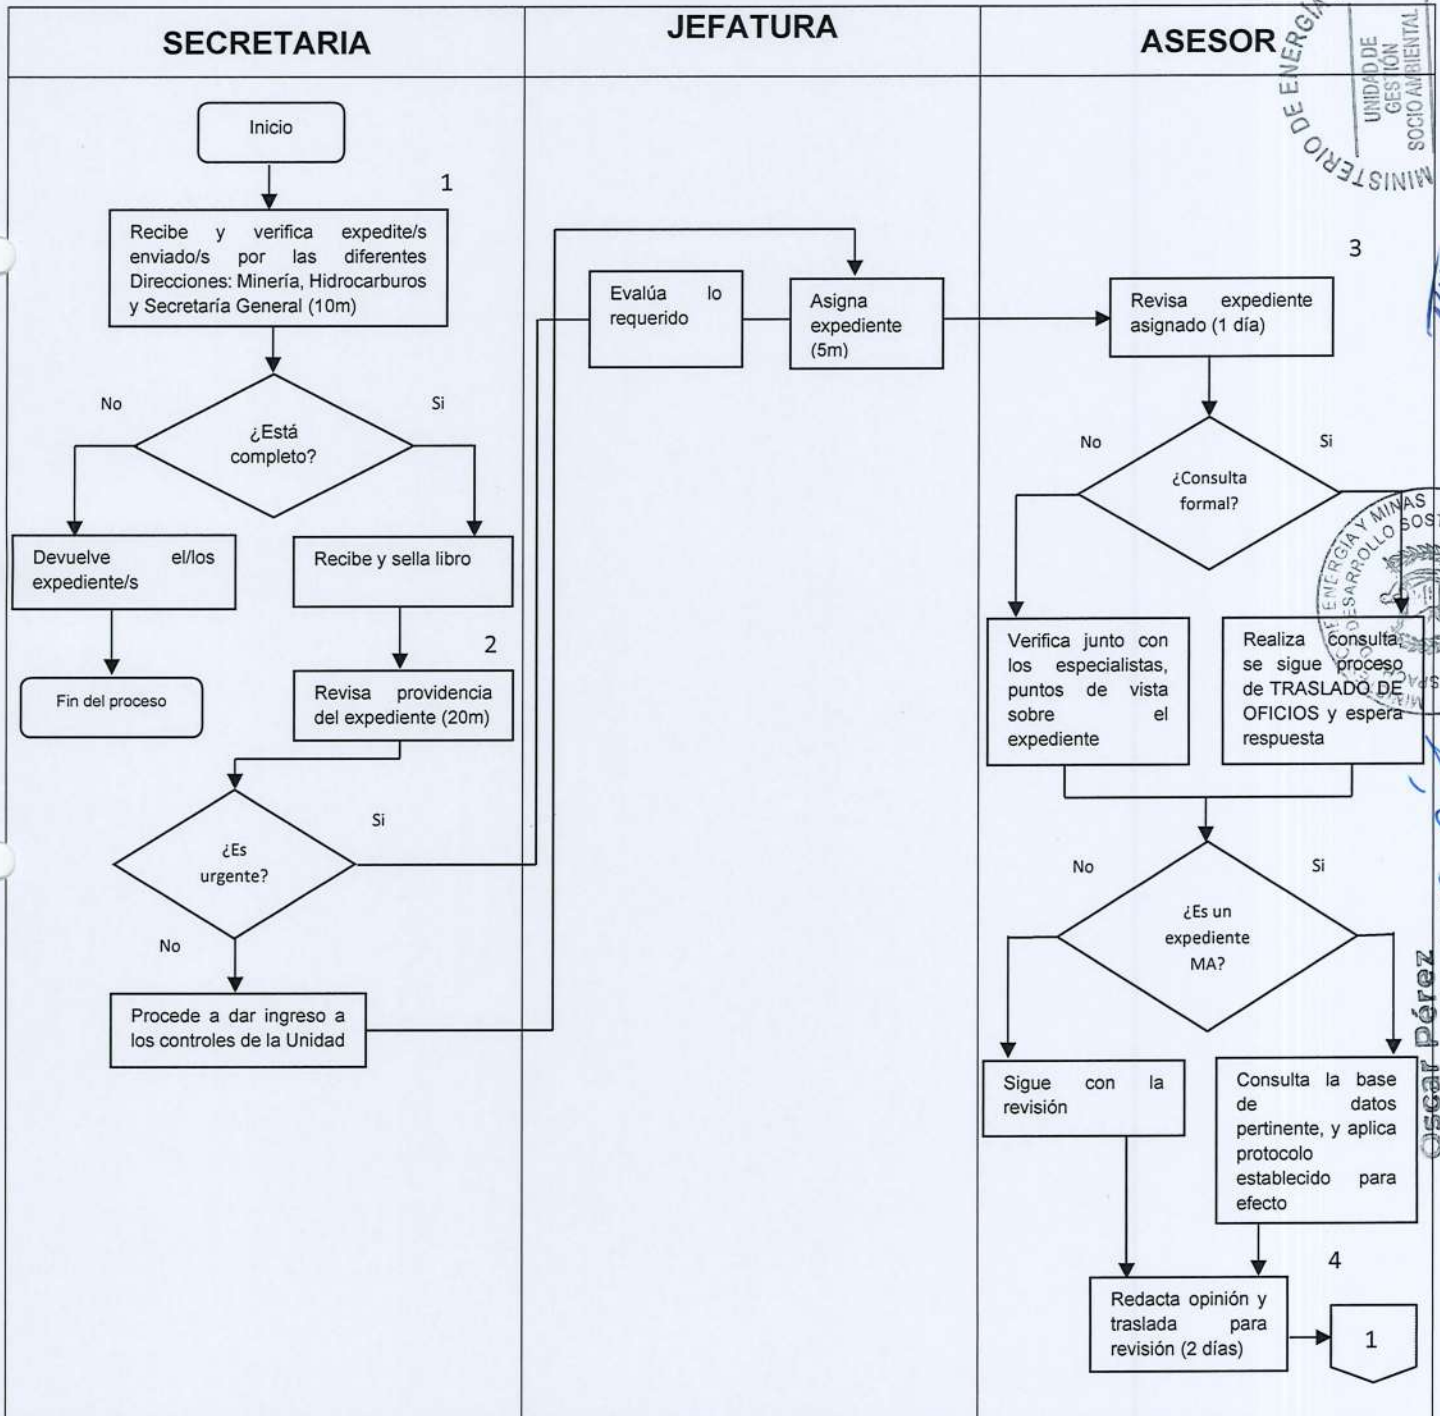 SECRETARIA
JEFATURA
ASESOR
MINISTERIO DE ENERGÍA
UNIDAD DE
GESTIÓN
SOCIO AMBIENTAL
Inicio
1
Recibe y verifica expedite/s
enviado/s por las diferentes
Direcciones: Minería, Hidrocarburos
y Secretaría General (10m)
No
Si
¿Está
completo?
Devuelve el/los
expediente/s
Recibe y sella libro
Fin del proceso
2
Revisa providencia
del expediente (20m)
Si
¿Es
urgente?
No
Procede a dar ingreso a
los controles de la Unidad
Evalúa lo
requerido
Asigna
expediente
(5m)
3
Revisa expediente
asignado (1 día)
No
Si
¿Consulta
formal?
Verifica junto con
los especialistas,
puntos de vista
sobre el
expediente
Realiza consulta,
se sigue proceso
de TRASLADO DE
OFICIOS y espera
respuesta
DE ENERGIA Y MINAS
DESARROLLO
No
Si
¿Es un
expediente
MA?
Sigue con la
revisión
Consulta la base
de datos
pertinente, y aplica
protocolo
establecido para
efecto
Oscar Pérez
4
Redacta opinión y
traslada para
revisión (2 días)
1